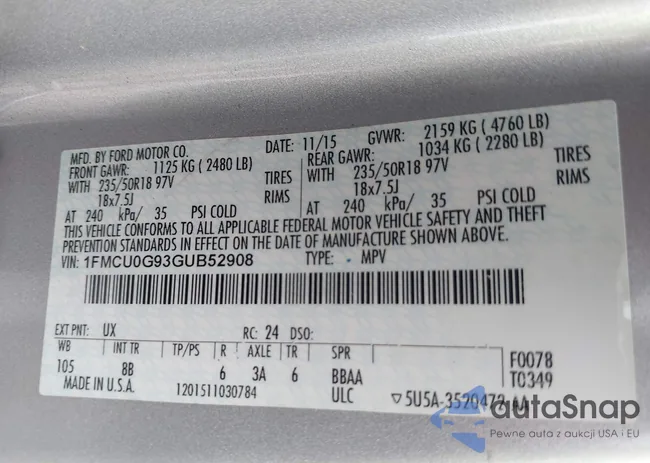 MFD. BY FORD MOTOR CO. DATE: 11/15 GVWR: 2159 KG ( 4760 LB)
FRONT GAWR: 1125 KG ( 2480 LB) REAR GAWR: 1034 KG ( 2280 LB)
WITH 235/50R18 97V TIRES WITH 235/50R18 97V TIRES
18x7.5J RIMS 18x7.5J RIMS
AT 240 kPa/ 35 PSI COLD AT 240 kPa/ 35 PSI COLD
THIS VEHICLE CONFORMS TO ALL APPLICABLE FEDERAL MOTOR VEHICLE SAFETY AND THEFT
PREVENTION STANDARDS IN EFFECT ON THE DATE OF MANUFACTURE SHOWN ABOVE.
VIN: 1FMCU0G93GUB52908 TYPE: MPV
EXT PNT: UX RC: 24 DSO:
WB INT TR TP/PS R AXLE TR SPR F0078
105 8B 6 3A 6 BBAA T0349
MADE IN U.S.A. 1201511030784 ULC ▽5U5A-3520472-AA
autaSnap
Pewne auta z aukcji USA i EU